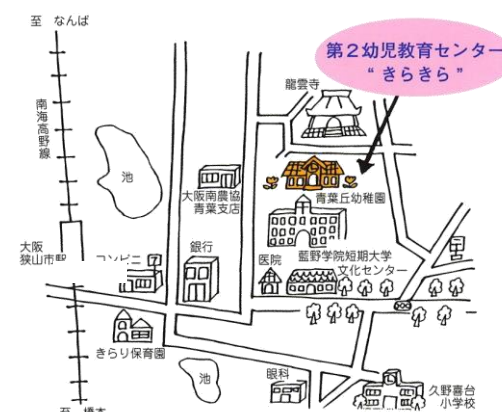 至 なんば
第2幼児教育センター
“きらきら”
龍雲寺
南海高野線
池
大阪南農協
青葉支店
青葉丘幼稚園
大阪
狭山市駅
コンビニ
銀行
医院
藍野学院短期大学
文化センター
きらり保育園
池
眼科
久野喜台
小学校
至 橋本